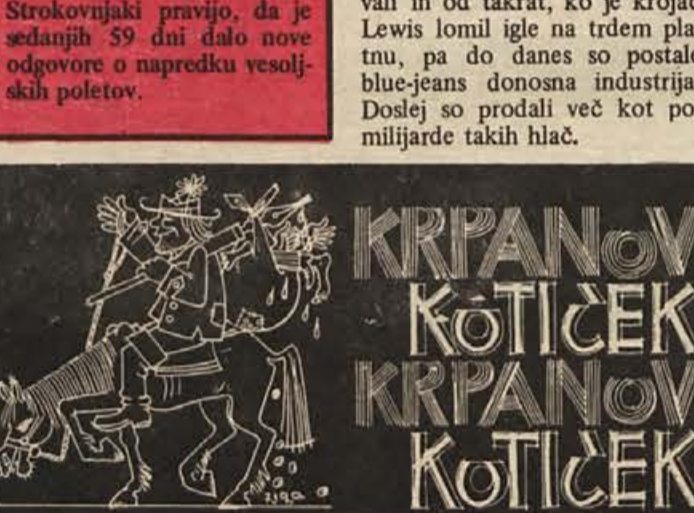 Strokovnjaki pravijo, da je
sedanjih 59 dni dalo nove
odgovore o napredku vesolj-
skih poletov.
van in od takrat, ko je krojač
Lewis lomil igle na trdem pla-
tnu, pa do danes so postale
blue-jeans donosna industrija.
Doslej so prodali več kot pol
milijarde takih hlač.
KRPANOV
KOTIČEK
KRPANOV
KOTIČEK